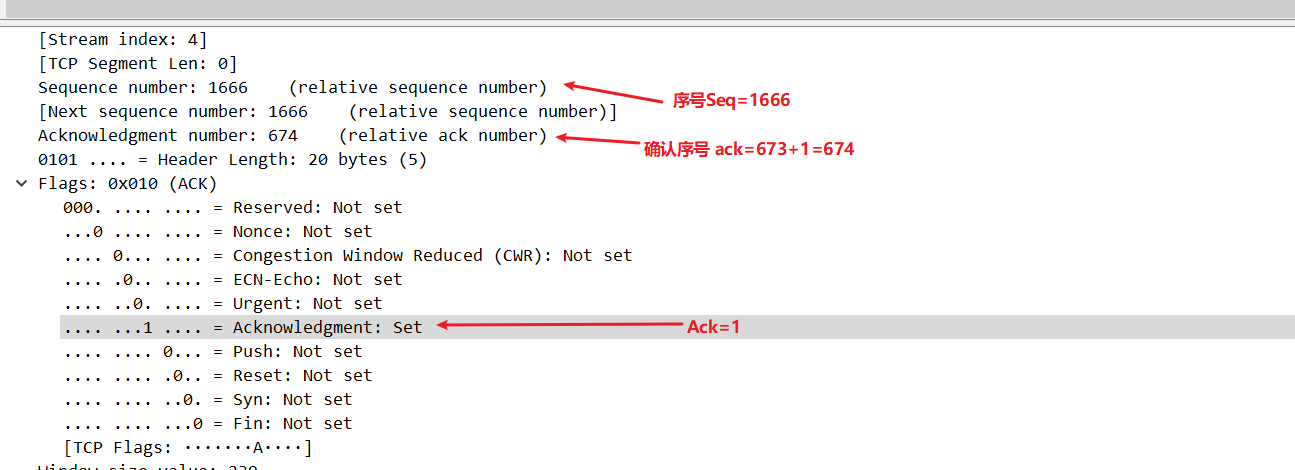 [Stream index: 4]
[TCP Segment Len: 0]
Sequence number: 1666    (relative sequence number)
序号Seq=1666
[Next sequence number: 1666    (relative sequence number)]
Acknowledgment number: 674    (relative ack number)
确认序号 ack=673+1=674
0101 .... = Header Length: 20 bytes (5)
Flags: 0x010 (ACK)
000. .... .... = Reserved: Not set
...0 .... .... = Nonce: Not set
.... 0... .... = Congestion Window Reduced (CWR): Not set
.... .0.. .... = ECN-Echo: Not set
.... ..0. .... = Urgent: Not set
.... ...1 .... = Acknowledgment: Set
Ack=1
.... .... 0... = Push: Not set
.... .... .0.. = Reset: Not set
.... .... ..0. = Syn: Not set
.... .... ...0 = Fin: Not set
[TCP Flags: ·······A····]
Window size value: 230